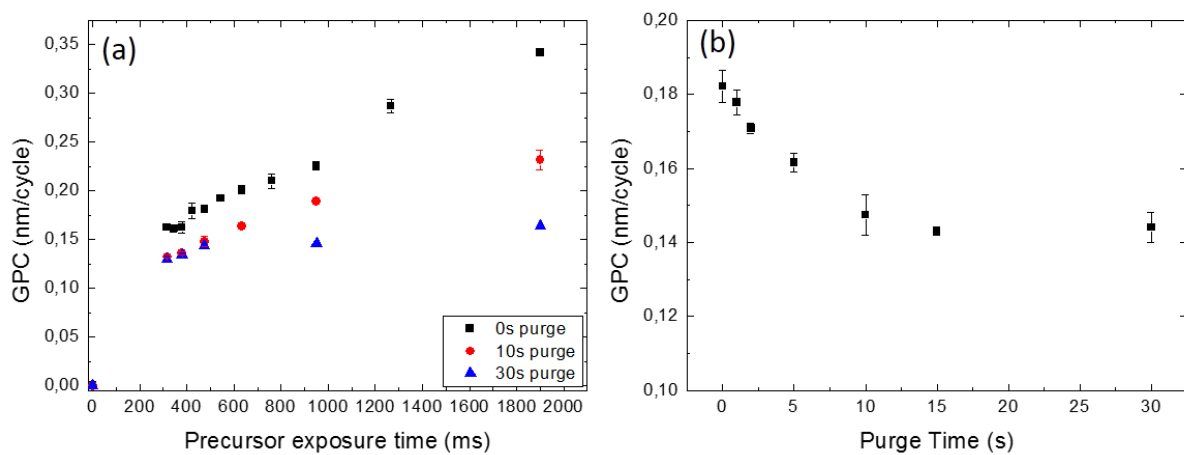 (a)
GPC (nm/cycle)
0,35
0,30
0,25
0,20
0,15
0,10
0,05
0,00
0 200 400 600 800 1000 1200 1400 1600 1800 2000
Precursor exposure time (ms)
0s purge
10s purge
30s purge
(b)
GPC (nm/cycle)
0,20
0,18
0,16
0,14
0,12
0,10
0 5 10 15 20 25 30
Purge Time (s)